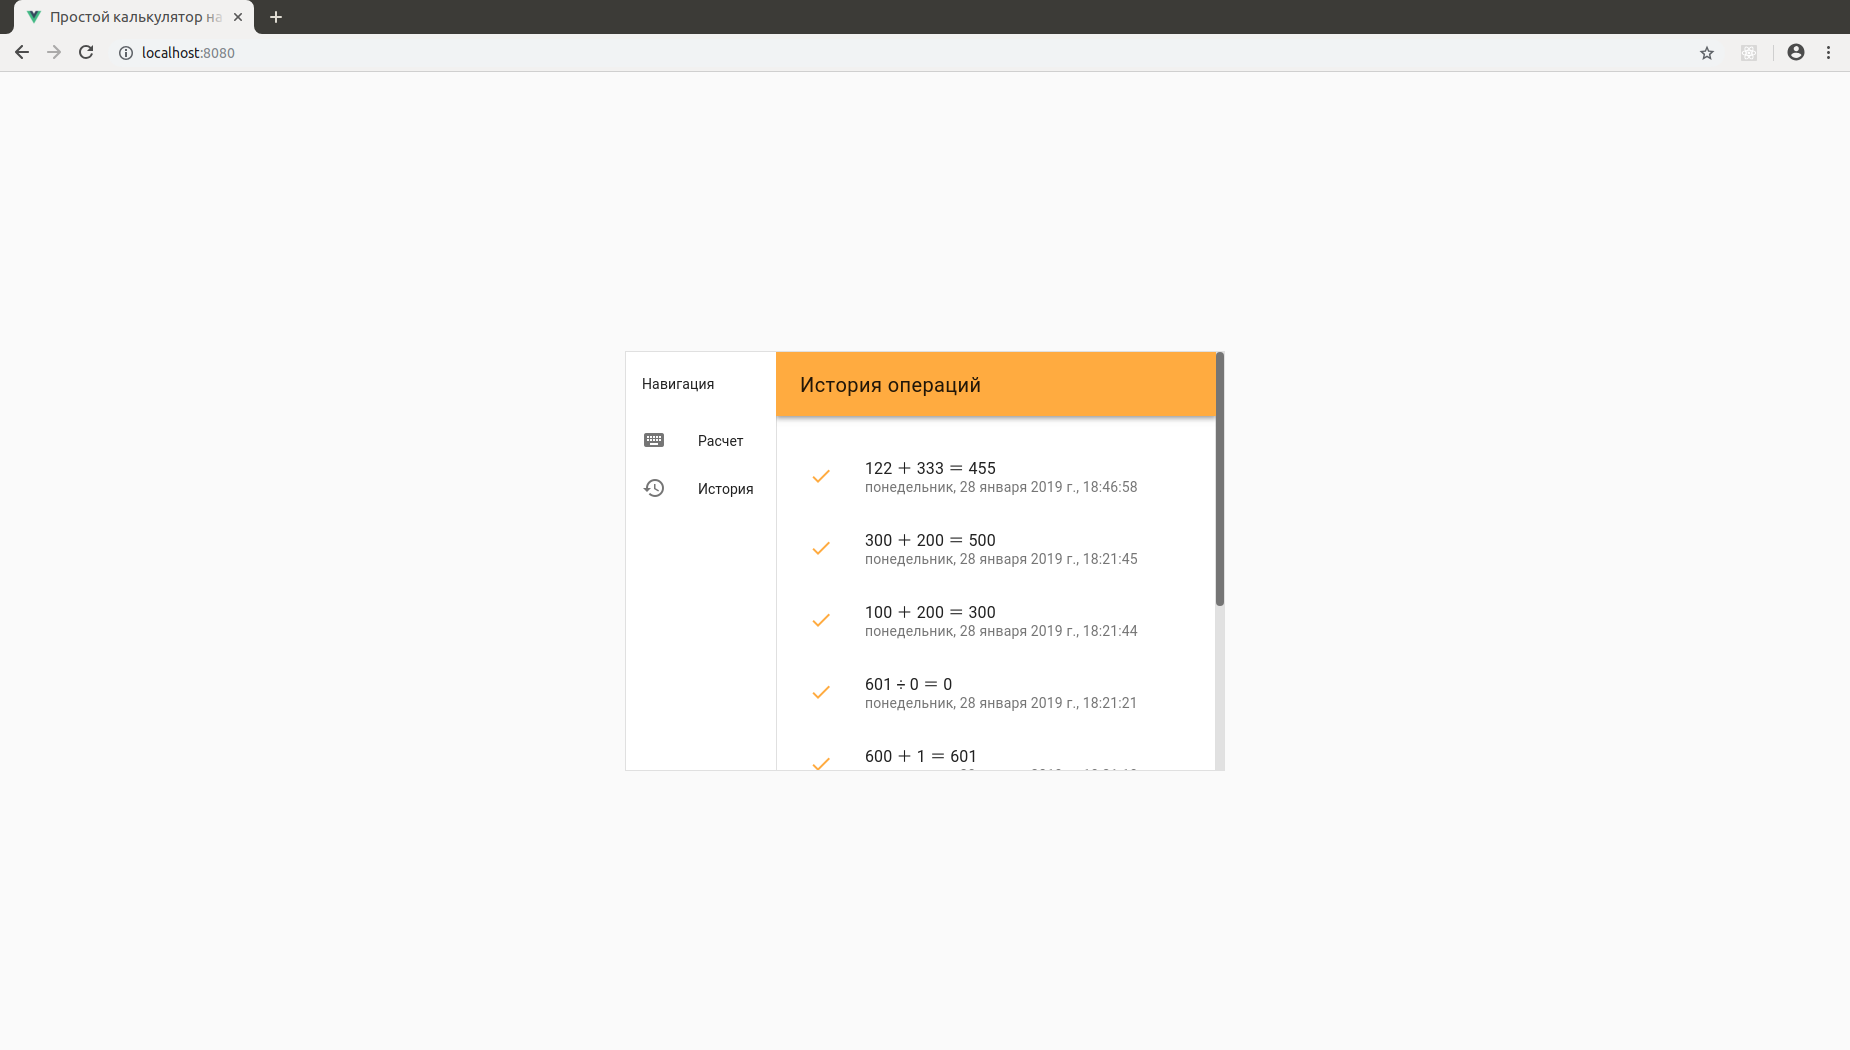 Простой калькулятор на
localhost:8080
Навигация
Расчет
История
История операций
122 + 333 = 455
понедельник, 28 января 2019 г., 18:46:58
300 + 200 = 500
понедельник, 28 января 2019 г., 18:21:45
100 + 200 = 300
понедельник, 28 января 2019 г., 18:21:44
601 ÷ 0 = 0
понедельник, 28 января 2019 г., 18:21:21
600 + 1 = 601